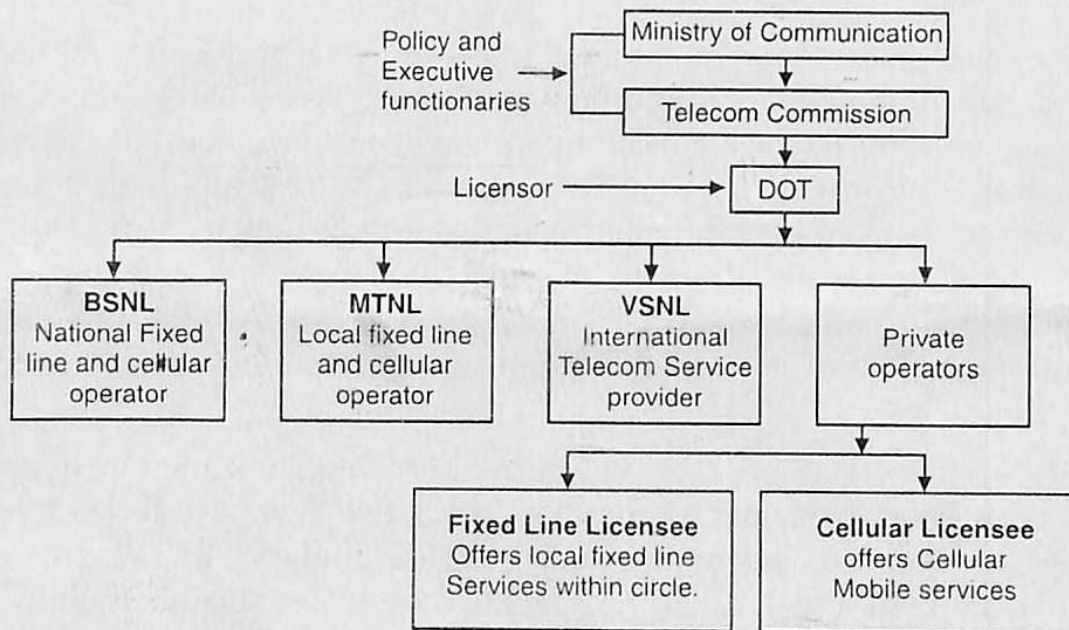 Ministry of Communication
Policy and
Executive
functionaries
Telecom Commission
Licensor
DOT
BSNL
National Fixed
line and cellular
operator
MTNL
Local fixed line
and cellular
operator
VSNL
International
Telecom Service
provider
Private
operators
Fixed Line Licensee
Offers local fixed line
Services within circle.
Cellular Licensee
offers Cellular
Mobile services